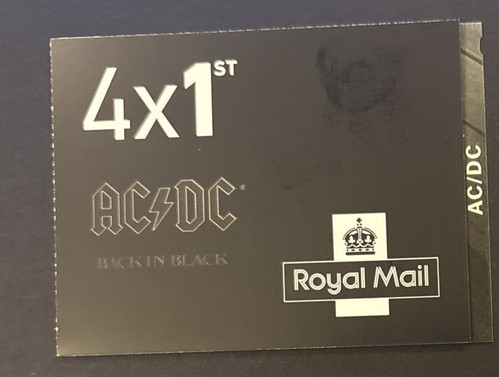 4x1ST
AC⚡DC®
BACK IN BLACK
Royal Mail
AC/DC